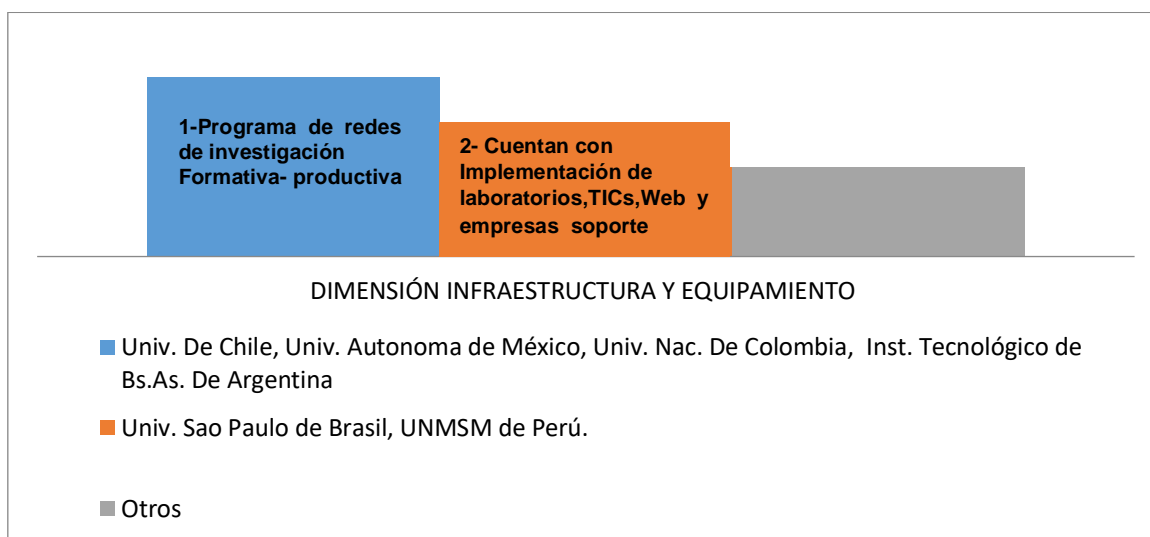 1-Programa de redes
de investigación
Formativa- productiva
2- Cuentan con
Implementación de
laboratorios,TICs,Web y
empresas soporte
DIMENSIÓN INFRAESTRUCTURA Y EQUIPAMIENTO
Univ. De Chile, Univ. Autonoma de México, Univ. Nac. De Colombia, Inst. Tecnológico de
Bs.As. De Argentina
Univ. Sao Paulo de Brasil, UNMSM de Perú.
Otros